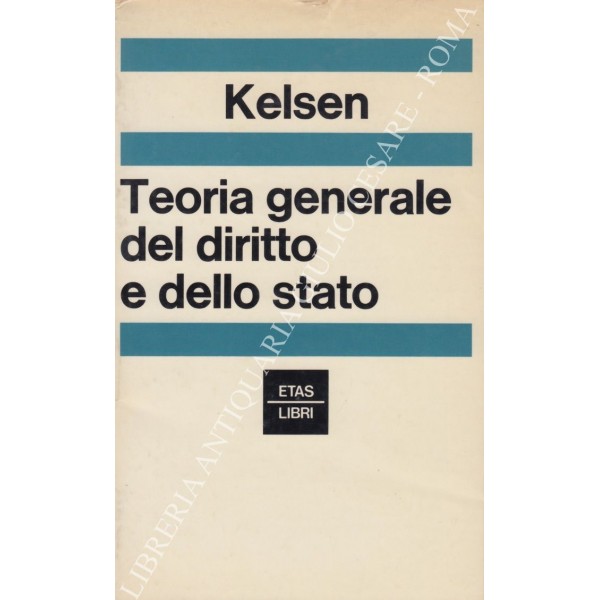 Kelsen
Teoria generale
del diritto
e dello stato
ETAS
LIBRI
LIBRERIA ANTIQUARIA GIULIO CESARE - ROMA